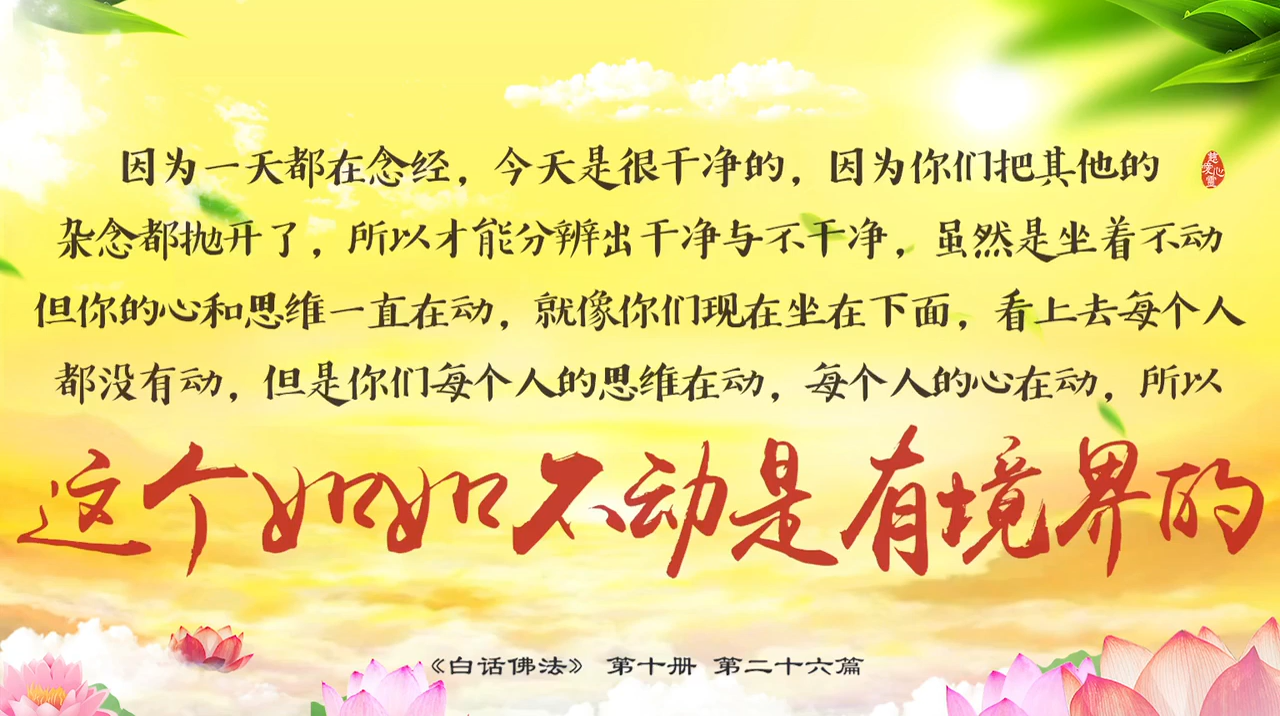 因为一天都在念经，今天是很干净的，因为你们把其他的
杂念都抛开了，所以才能分辨出干净与不干净，虽然是坐着不动
但你的心和思维一直在动，就像你们现在坐在下面，看上去每个人
都没有动，但是你们每个人的思维在动，每个人的心在动，所以
这个如如不动是有境界的
《白话佛法》 第十册 第二十六篇